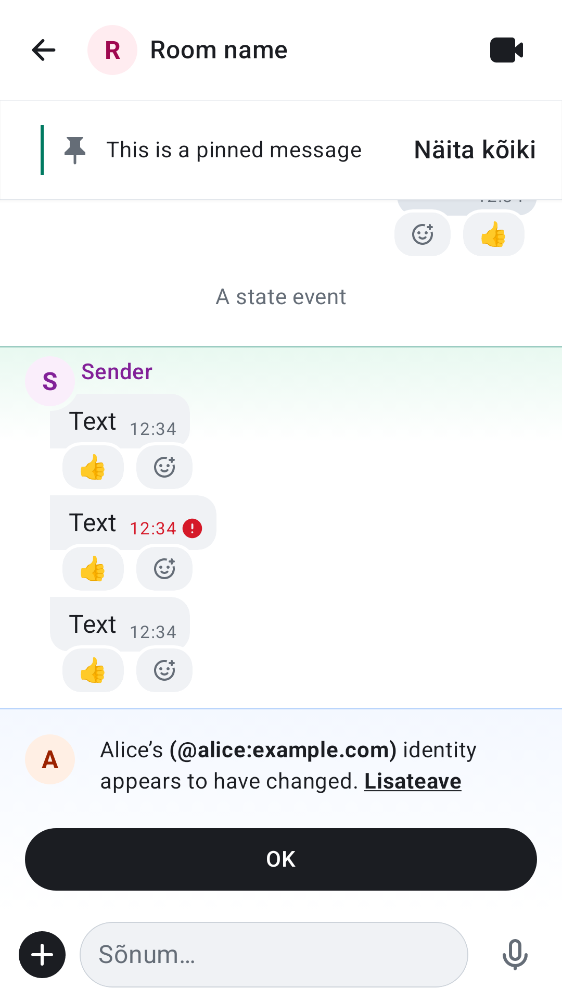 R Room name
This is a pinned message Näita kõiki
A state event
S Sender
Text 12:34
Text 12:34
Text 12:34
A Alice’s (@alice:example.com) identity
appears to have changed. Lisateave
OK
Sõnum…